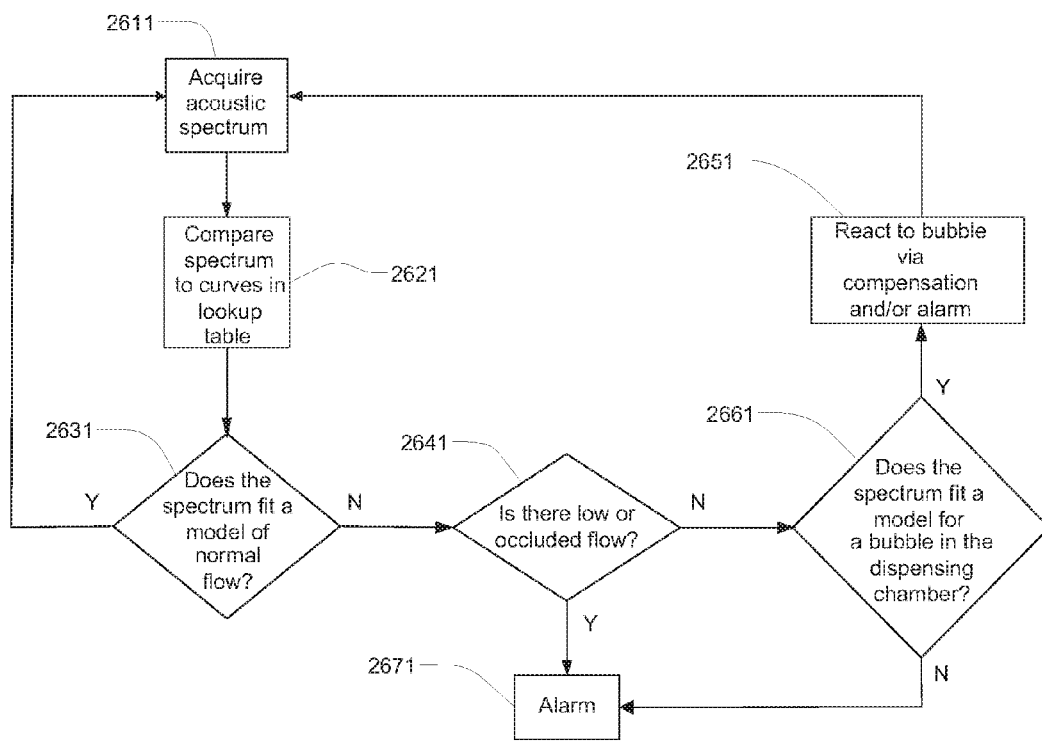 2611
Acquire
acoustic
spectrum
2651
Compare
spectrum
to curves in
lookup
table
2621
React to bubble
via
compensation
and/or alarm
Y
2631
2641
2661
Does the
spectrum fit a
model of
normal
flow?
Y
N
Is there low or
occluded flow?
N
Does the
spectrum fit a
model for
a bubble in the
dispensing
chamber?
Y
N
2671
Alarm